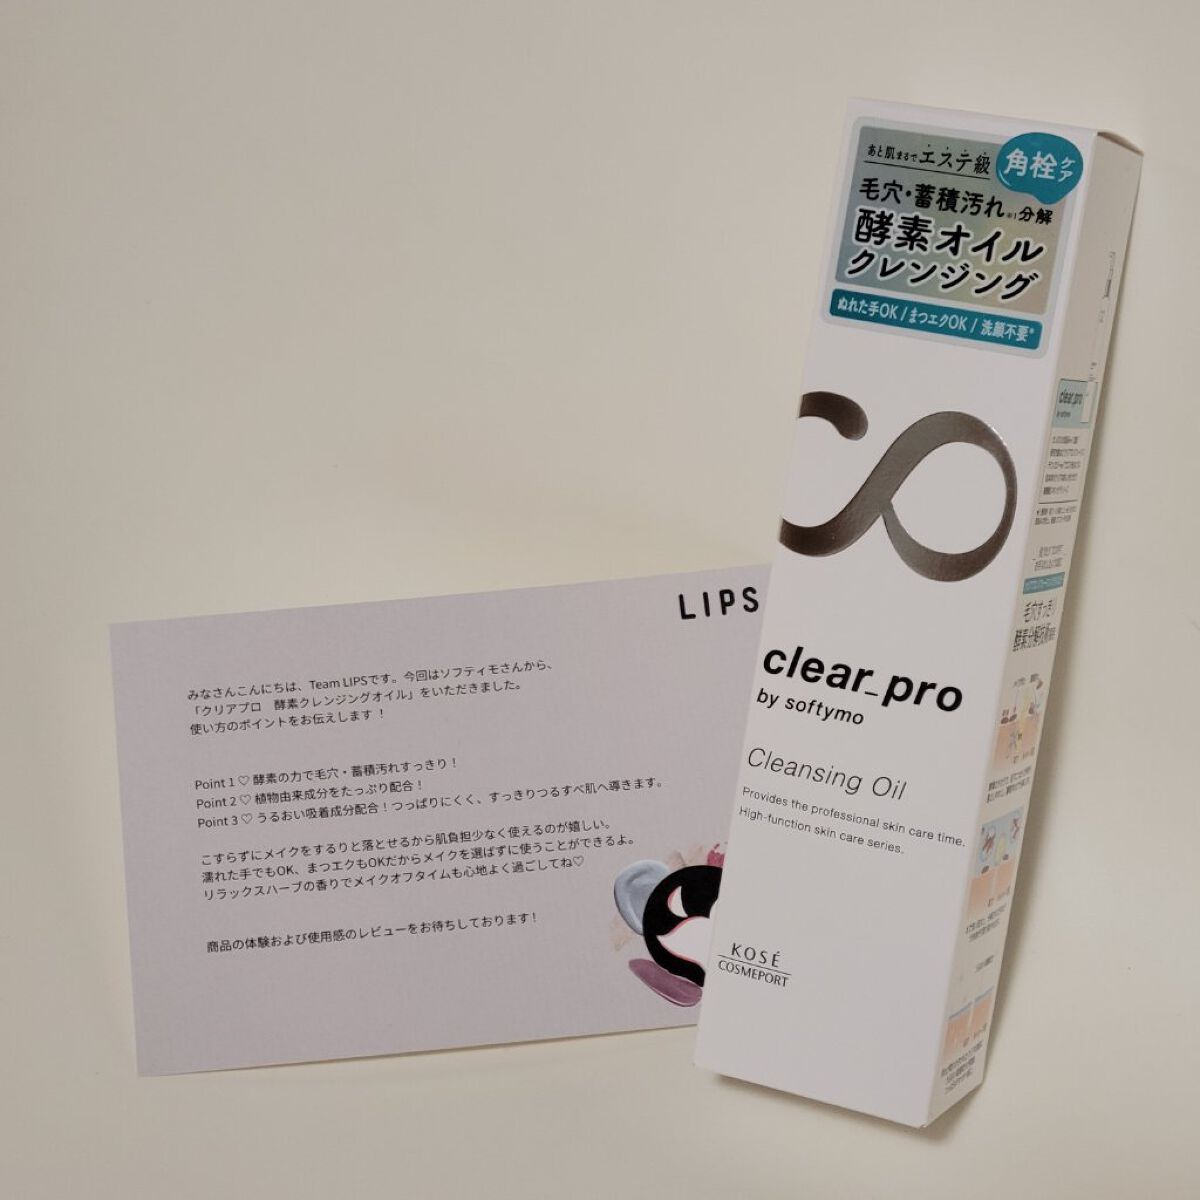 LIPS
みなさんこんにちは、Team LIPSです。今回はソフティモさんから、
「クリアプロ 酵素クレンジングオイル」をいただきました。
使い方のポイントをお伝えします！
Point 1 ♡ 酵素の力で毛穴・蓄積汚れすっきり！
Point 2 ♡ 植物由来成分をたっぷり配合！
Point 3 ♡ うるおい吸着成分配合！つっぱりにくく、すっきりつるすべ肌へ導きます。
こすらずにメイクをするりと落とせるから肌負担少なく使えるのが嬉しい。
濡れた手でもOK、まつエクもOKだからメイクを選ばずに使うことができるよ。
リラックスハーブの香りでメイクオフタイムも心地よく過ごしてね♡
商品の体験および使用感のレビューをお待ちしております！
あと肌まるでエステ級
角栓ケア
毛穴・蓄積汚れ※1分解
酵素オイル
クレンジング
ぬれた手OK / まつエクOK / 洗顔不要*
clear_pro
by softymo
Cleansing Oil
Provides the professional skin care time.
High-function skin care series.
KOSÉ
COSMEPORT
clear_pro
by softymo
毛穴すっきり
酵素分解技術